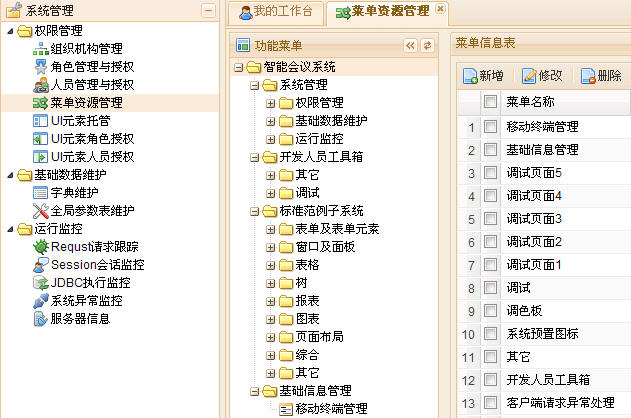 系统管理
权限管理
组织机构管理
角色管理与授权
人员管理与授权
菜单资源管理
UI元素托管
UI元素角色授权
UI元素人员授权
基础数据维护
字典维护
全局参数表维护
运行监控
Requst请求跟踪
Session会话监控
JDBC执行监控
系统异常监控
服务器信息
我的工作台
菜单资源管理
功能菜单
智能会议系统
系统管理
权限管理
基础数据维护
运行监控
开发人员工具箱
其它
调试
标准范例子系统
表单及表单元素
窗口及面板
表格
树
报表
图表
页面布局
综合
其它
基础信息管理
移动终端管理
菜单信息表
新增 修改 删除
菜单名称
1 移动终端管理
2 基础信息管理
3 调试页面5
4 调试页面4
5 调试页面3
6 调试页面2
7 调试页面1
8 调试
9 调色板
10 系统预置图标
11 其它
12 开发人员工具箱
13 客户端请求异常处理